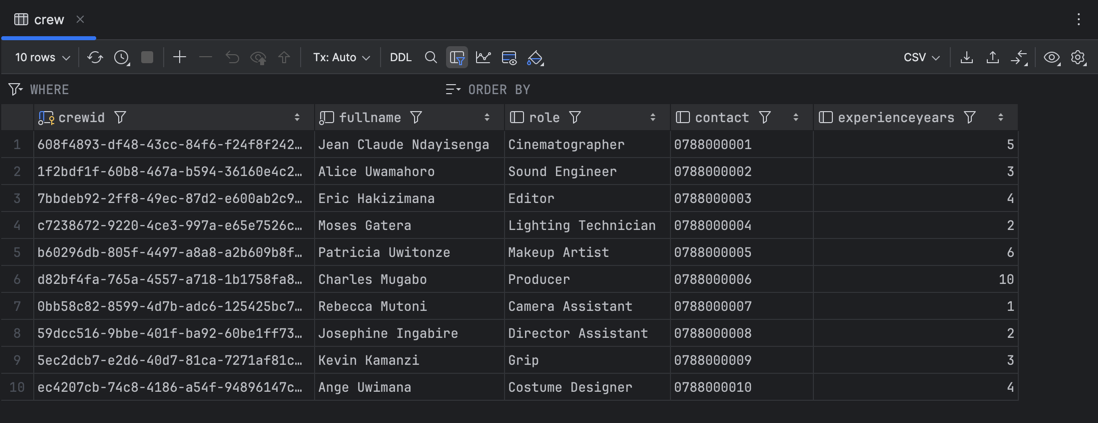 crew
10 rows Tx: Auto DDL CSV
WHERE ORDER BY
crewid fullname role contact experienceyears
1 608f4893-df48-43cc-84f6-f24f8f242… Jean Claude Ndayisenga Cinematographer 0788000001 5
2 1f2bdf1f-60b8-467a-b594-36160e4c2… Alice Uwamahoro Sound Engineer 0788000002 3
3 7bbdeb92-2ff8-49ec-87d2-e600ab2c9… Eric Hakizimana Editor 0788000003 4
4 c7238672-9220-4ce3-997a-e65e7526c… Moses Gatera Lighting Technician 0788000004 2
5 b60296db-805f-4497-a8a8-a2b609b8f… Patricia Uwitonze Makeup Artist 0788000005 6
6 d82bf4fa-765a-4557-a718-1b1758fa8… Charles Mugabo Producer 0788000006 10
7 0bb58c82-8599-4d7b-adc6-125425bc7… Rebecca Mutoni Camera Assistant 0788000007 1
8 59dcc516-9bbe-401f-ba92-60be1ff73… Josephine Ingabire Director Assistant 0788000008 2
9 5ec2dcb7-e2d6-40d7-81ca-7271af81c… Kevin Kamanzi Grip 0788000009 3
10 ec4207cb-74c8-4186-a54f-94896147c… Ange Uwimana Costume Designer 0788000010 4